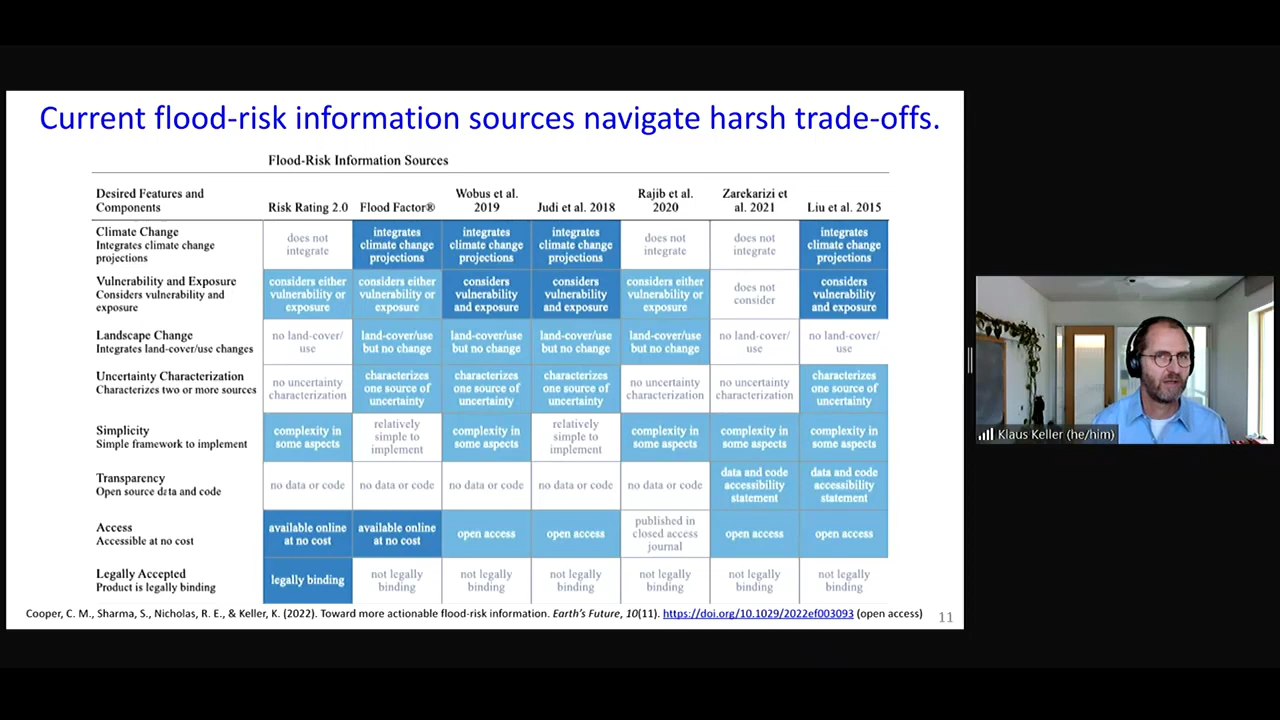 Current flood-risk information sources navigate harsh trade-offs.
Flood-Risk Information Sources
Desired Features and
Components
Risk Rating 2.0
Flood Factor®
Wobus et al.
2019
Judi et al. 2018
Rajib et al.
2020
Zarekarizi et
al. 2021
Liu et al. 2015
Climate Change
Integrates climate change
projections
does not
integrate
integrates
climate change
projections
integrates
climate change
projections
integrates
climate change
projections
does not
integrate
does not
integrate
integrates
climate change
projections
Vulnerability and Exposure
Considers vulnerability and
exposure
considers either
vulnerability or
exposure
considers either
vulnerability or
exposure
considers
vulnerability
and exposure
considers
vulnerability
and exposure
considers either
vulnerability or
exposure
does not
consider
considers
vulnerability
and exposure
Landscape Change
Integrates land-cover/use changes
no land-cover/
use
land-cover/use
but no change
land-cover/use
but no change
land-cover/use
but no change
land-cover/use
but no change
no land-cover/
use
no land-cover/
use
Uncertainty Characterization
Characterizes two or more sources
no uncertainty
characterization
characterizes
one source of
uncertainty
characterizes
one source of
uncertainty
characterizes
one source of
uncertainty
no uncertainty
characterization
no uncertainty
characterization
characterizes
one source of
uncertainty
Simplicity
Simple framework to implement
complexity in
some aspects
relatively
simple to
implement
complexity in
some aspects
relatively
simple to
implement
complexity in
some aspects
complexity in
some aspects
complexity in
some aspects
Transparency
Open source data and code
no data or code
no data or code
no data or code
no data or code
no data or code
data and code
accessibility
statement
data and code
accessibility
statement
Access
Accessible at no cost
available online
at no cost
available online
at no cost
open access
open access
published in
closed access
journal
open access
open access
Legally Accepted
Product is legally binding
legally binding
not legally
binding
not legally
binding
not legally
binding
not legally
binding
not legally
binding
not legally
binding
Cooper, C. M., Sharma, S., Nicholas, R. E., & Keller, K. (2022). Toward more actionable flood-risk information. Earth's Future, 10(11). https://doi.org/10.1029/2022ef003093 (open access)
11
Klaus Keller (he/him)